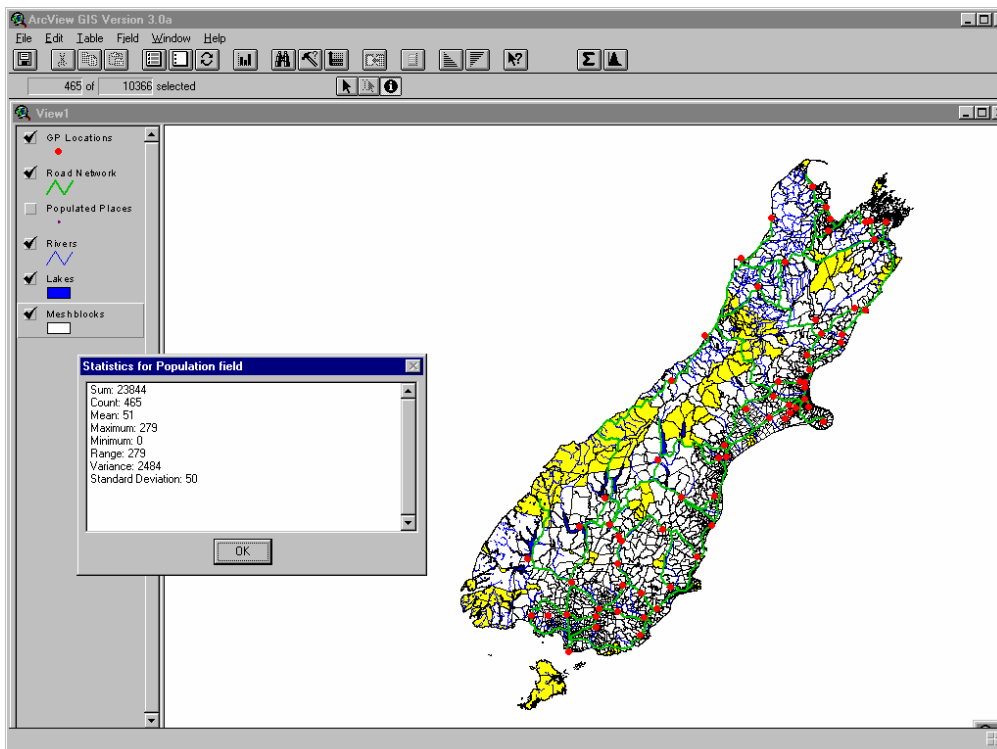 ArcView GIS Version 3.0a
File Edit Table Field Window Help
465 of 10366 selected
View1
GP Locations
Road Network
Populated Places
Rivers
Lakes
Meshblocks
Statistics for Population field
Sum: 23844
Count: 465
Mean: 51
Maximum: 279
Minimum: 0
Range: 279
Variance: 2484
Standard Deviation: 50
OK